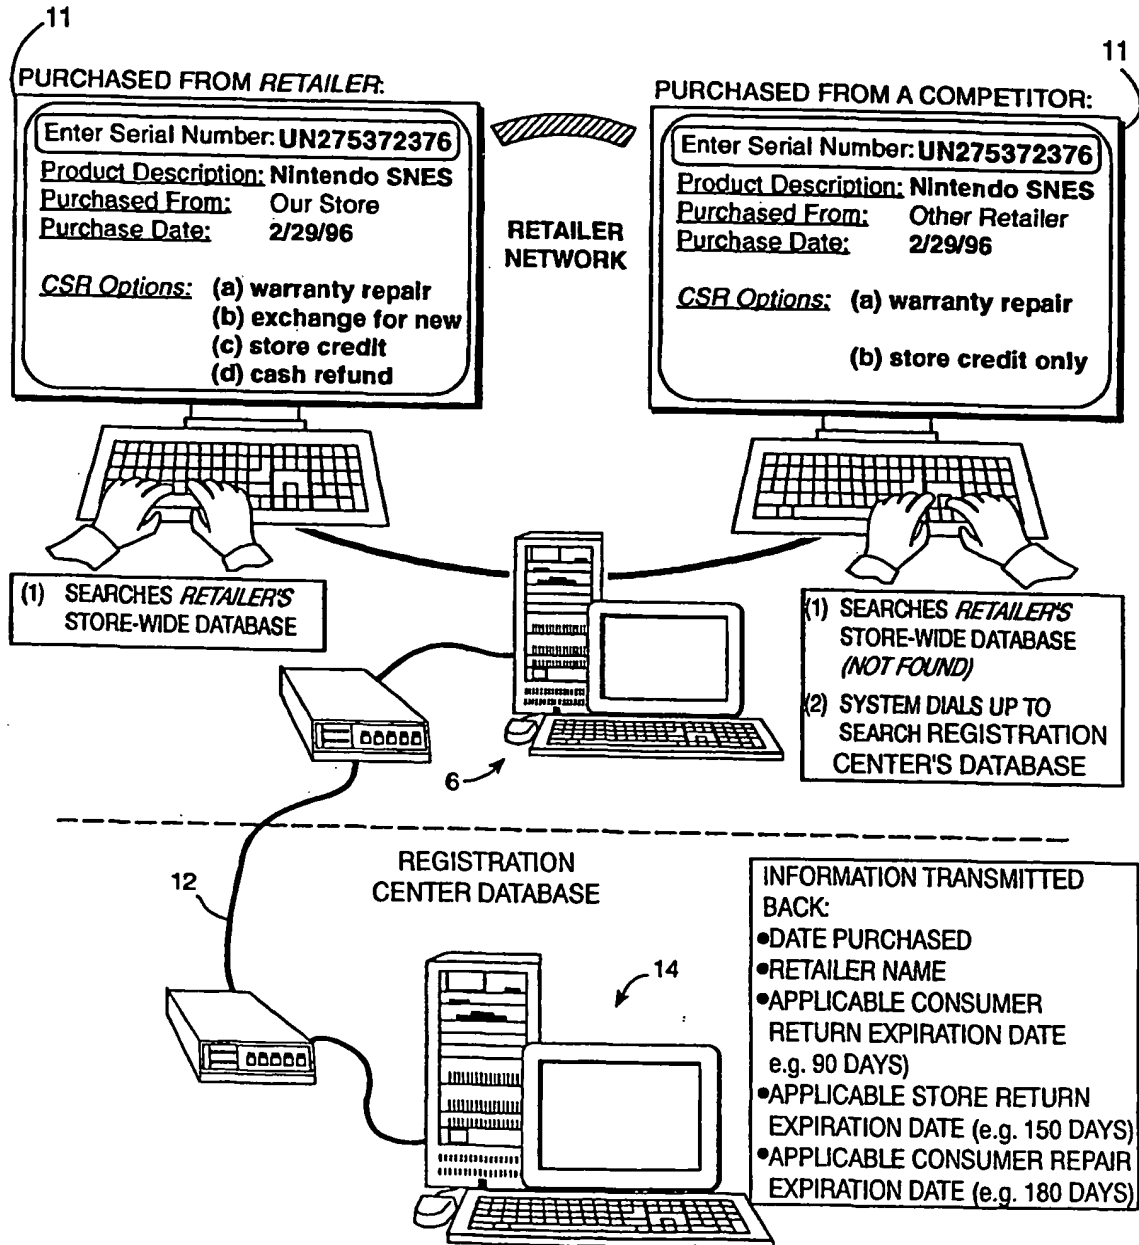 11
PURCHASED FROM RETAILER:
Enter Serial Number: UN275372376
Product Description: Nintendo SNES
Purchased From: Our Store
Purchase Date: 2/29/96
CSR Options: (a) warranty repair
(b) exchange for new
(c) store credit
(d) cash refund
RETAILER
NETWORK
11
PURCHASED FROM A COMPETITOR:
Enter Serial Number: UN275372376
Product Description: Nintendo SNES
Purchased From: Other Retailer
Purchase Date: 2/29/96
CSR Options: (a) warranty repair
(b) store credit only
(1) SEARCHES RETAILER'S
STORE-WIDE DATABASE
(1) SEARCHES RETAILER'S
STORE-WIDE DATABASE
(NOT FOUND)
(2) SYSTEM DIALS UP TO
SEARCH REGISTRATION
CENTER'S DATABASE
6
12
REGISTRATION
CENTER DATABASE
14
INFORMATION TRANSMITTED
BACK:
•DATE PURCHASED
•RETAILER NAME
•APPLICABLE CONSUMER
RETURN EXPIRATION DATE
e.g. 90 DAYS)
•APPLICABLE STORE RETURN
EXPIRATION DATE (e.g. 150 DAYS)
•APPLICABLE CONSUMER REPAIR
EXPIRATION DATE (e.g. 180 DAYS)